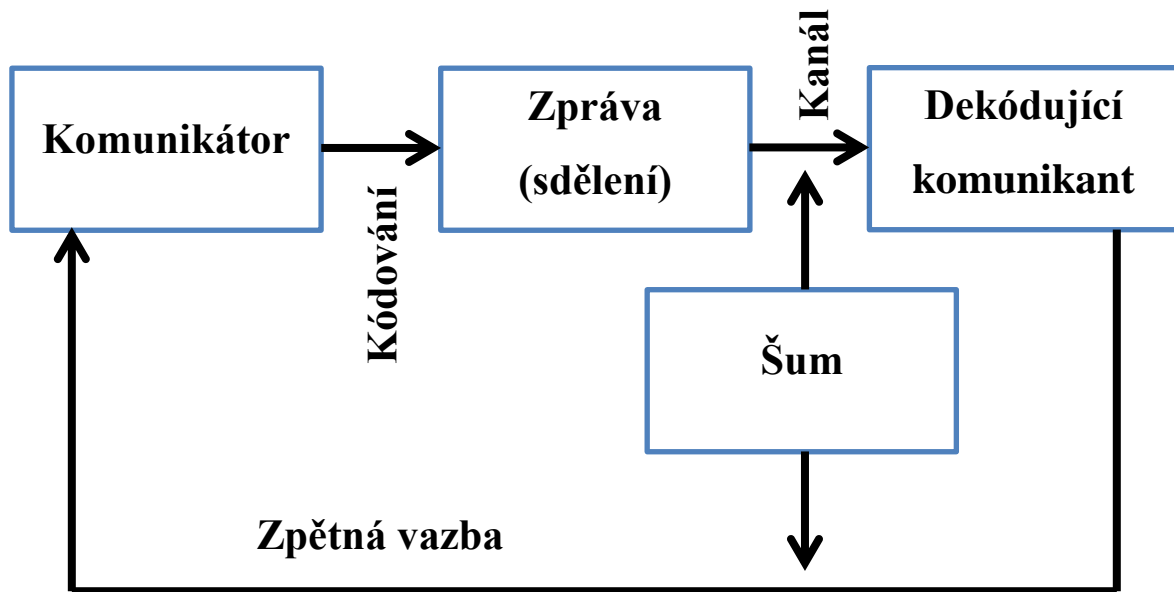 Komunikátor
Kódování
Zpráva
(sdělení)
Kanál
Dekódující
komunikant
Šum
Zpětná vazba